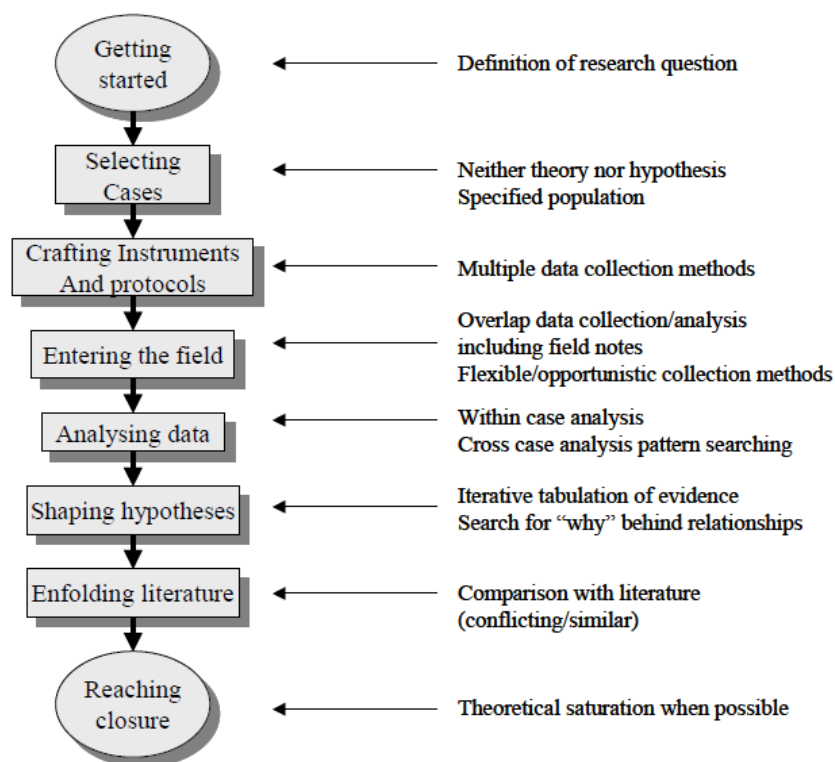 Getting
started
Definition of research question
Selecting
Cases
Neither theory nor hypothesis
Specified population
Crafting Instruments
And protocols
Multiple data collection methods
Entering the field
Overlap data collection/analysis
including field notes
Flexible/opportunistic collection methods
Analysing data
Within case analysis
Cross case analysis pattern searching
Shaping hypotheses
Iterative tabulation of evidence
Search for “why” behind relationships
Enfolding literature
Comparison with literature
(conflicting/similar)
Reaching
closure
Theoretical saturation when possible